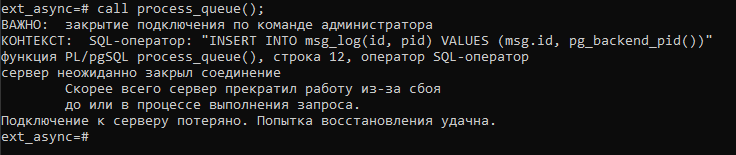 ext_async=# call process_queue();
ВАЖНО:  закрытие подключения по команде администратора
КОНТЕКСТ:  SQL-оператор: "INSERT INTO msg_log(id, pid) VALUES (msg.id, pg_backend_pid())"
функция PL/pgSQL process_queue(), строка 12, оператор SQL-оператор
сервер неожиданно закрыл соединение
        Скорее всего сервер прекратил работу из-за сбоя
        до или в процессе выполнения запроса.
Подключение к серверу потеряно. Попытка восстановления удачна.
ext_async=#